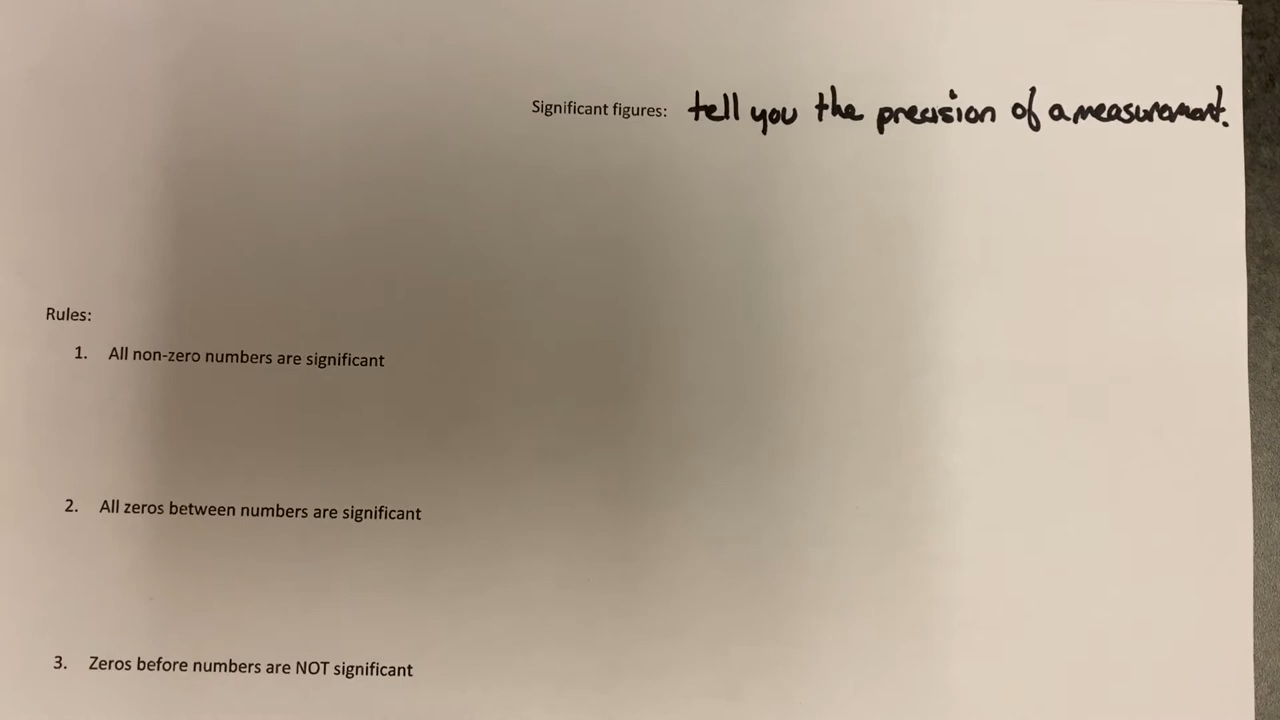 Significant figures: tell you the precision of a measurement.
Rules:
1. All non-zero numbers are significant
2. All zeros between numbers are significant
3. Zeros before numbers are NOT significant